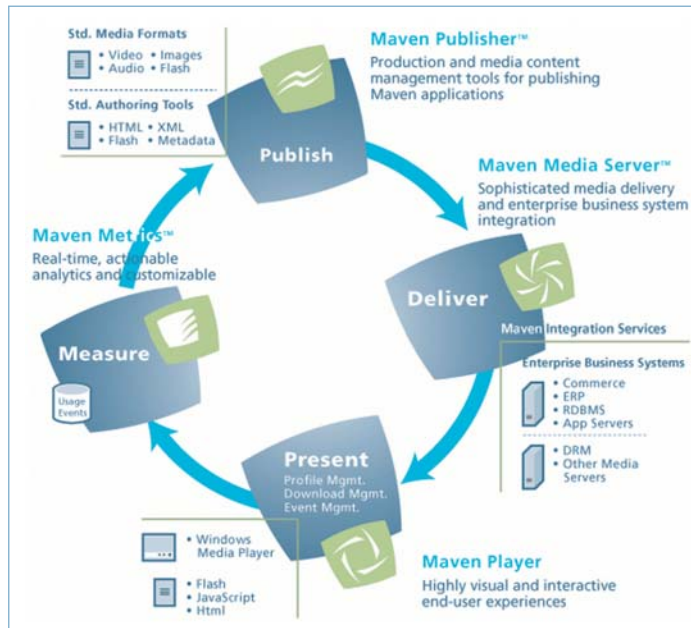 Std. Media Formats
• Video • Images
• Audio • Flash
Std. Authoring Tools
• HTML • XML
• Flash • Metadata
Publish
Maven Publisher™
Production and media content
management tools for publishing
Maven applications
Maven Media Server™
Sophisticated media delivery
and enterprise business system
integration
Deliver
Maven Integration Services
Enterprise Business Systems
• Commerce
• ERP
• RDBMS
• App Servers
• DRM
• Other Media
Servers
Maven Metrics™
Real-time, actionable
analytics and customizable
Measure
Usage
Events
Present
Profile Mgmt.
Download Mgmt.
Event Mgmt.
• Windows
Media Player
• Flash
• JavaScript
• Html
Maven Player
Highly visual and interactive
end-user experiences